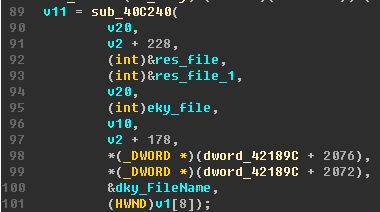 89 v11 = sub_40C240(
90 v20,
91 v2 + 228,
92 (int)&res_file,
93 (int)&res_file_1,
94 v20,
95 (int)eky_file,
96 v10,
97 v2 + 178,
98 *(_DWORD *)(dword_42189C + 2076),
99 *(_DWORD *)(dword_42189C + 2072),
100 &dky_FileName,
101 (HWND)v1[8]);